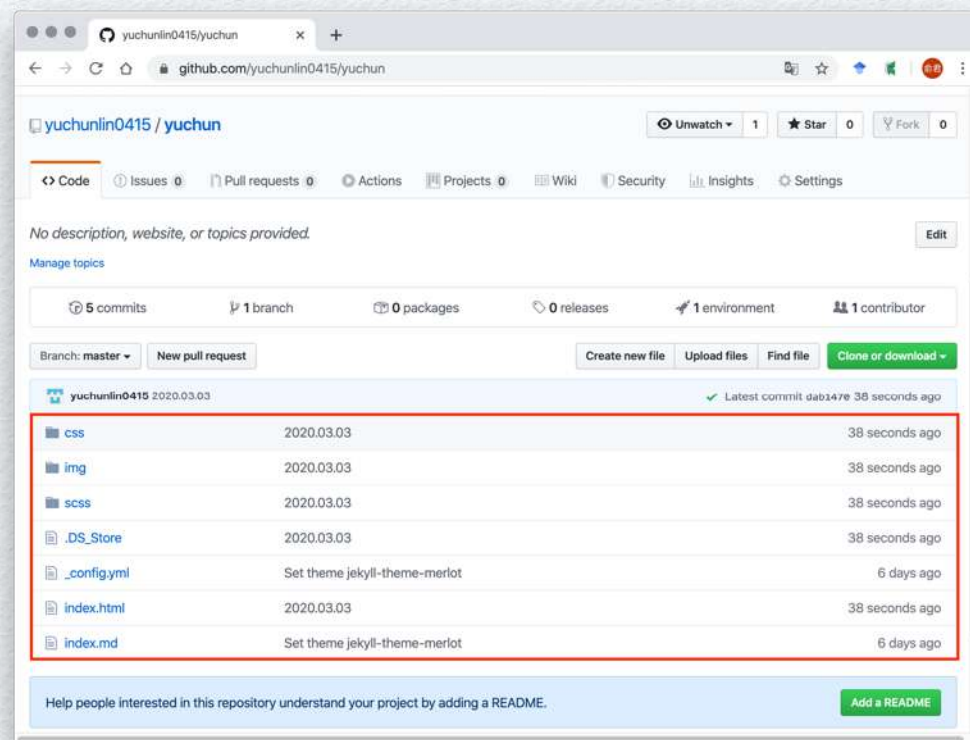 yuchunlin0415/yuchun
github.com/yuchunlin0415/yuchun
yuchunlin0415 / yuchun
Unwatch 1 Star 0 Fork 0
Code Issues 0 Pull requests 0 Actions Projects 0 Wiki Security Insights Settings
No description, website, or topics provided. Edit
Manage topics
5 commits 1 branch 0 packages 0 releases 1 environment 1 contributor
Branch: master New pull request Create new file Upload files Find file Clone or download
yuchunlin0415 2020.03.03 Latest commit dab147e 38 seconds ago
css 2020.03.03 38 seconds ago
img 2020.03.03 38 seconds ago
scss 2020.03.03 38 seconds ago
.DS_Store 2020.03.03 38 seconds ago
_config.yml Set theme jekyll-theme-merlot 6 days ago
index.html 2020.03.03 38 seconds ago
index.md Set theme jekyll-theme-merlot 6 days ago
Help people interested in this repository understand your project by adding a README. Add a README